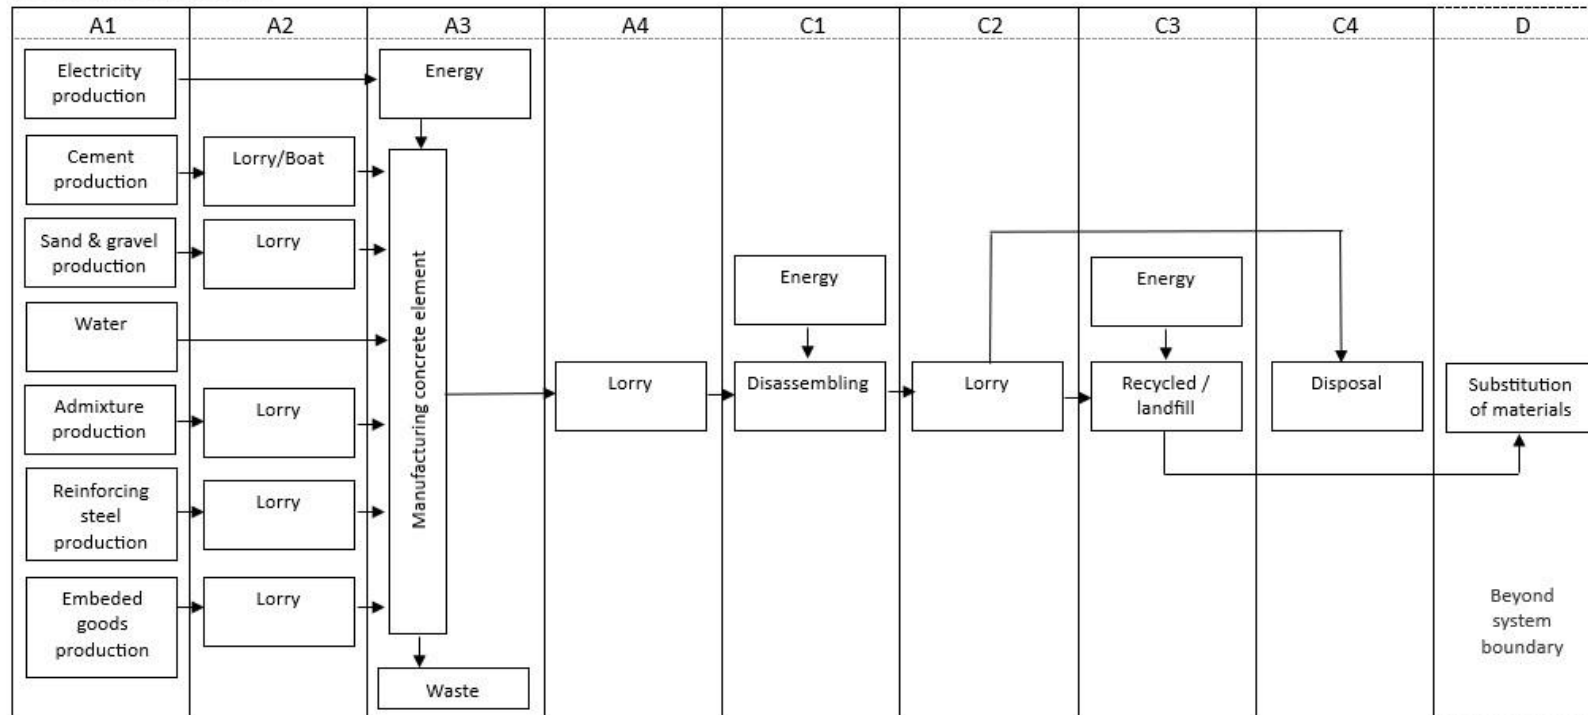 A1
A2
A3
A4
C1
C2
C3
C4
D
Electricity
production
Energy
Cement
production
Lorry/Boat
Sand & gravel
production
Lorry
Water
Admixture
production
Lorry
Reinforcing
steel
production
Lorry
Embeded
goods
production
Lorry
Manufacturing concrete element
Waste
Lorry
Energy
Disassembling
Lorry
Energy
Recycled /
landfill
Disposal
Substitution
of materials
Beyond
system
boundary